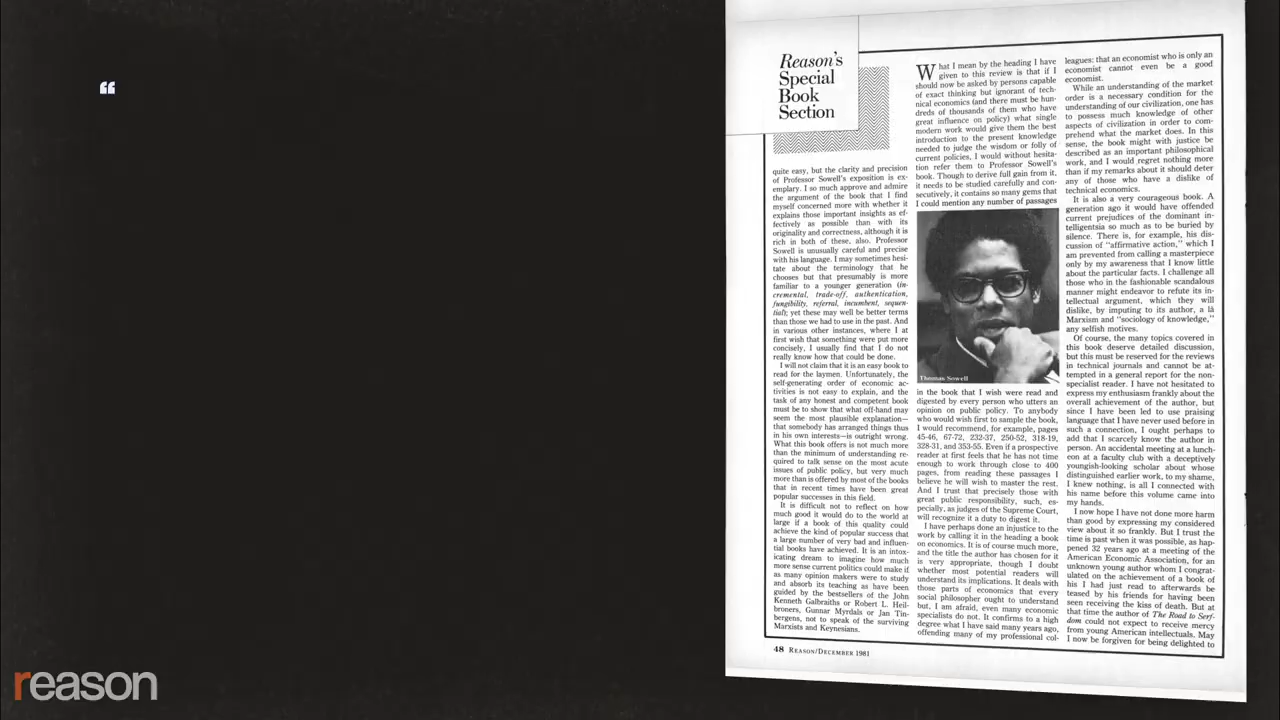 “
Reason's
Special
Book
Section
quite easy, but the clarity and precision
of Professor Sowell's exposition is ex-
emplary. I so much approve and admire
the argument of the book that I find
myself concerned more with whether it
explains those important insights as ef-
fectively as possible than with its
originality and correctness, although it is
rich in both of these, also. Professor
Sowell is unusually careful and precise
with his language. I may sometimes hesi-
tate about the terminology that he
chooses but that presumably is more
familiar to a younger generation (in-
cremental, trade-off, authentication,
fungibility, referral, incumbent, sequen-
tial); yet these may well be better terms
than those we had to use in the past. And
in various other instances, where I at
first wish that something were put more
concisely, I usually find that I do not
really know how that could be done.
I will not claim that it is an easy book to
read for the laymen. Unfortunately, the
self-generating order of economic ac-
tivities is not easy to explain, and the
task of any honest and competent book
must be to show that what off-hand may
seem the most plausible explanation—
that somebody has arranged things thus
in his own interests—is outright wrong.
What this book offers is not much more
than the minimum of understanding re-
quired to talk sense on the most acute
issues of public policy, but very much
more than is offered by most of the books
that in recent times have been great
popular successes in this field.
It is difficult not to reflect on how
much good it would do to the world at
large if a book of this quality could
achieve the kind of popular success that
a large number of very bad and influen-
tial books have achieved. It is an intox-
icating dream to imagine how much
more sense current politics could make if
as many opinion makers were to study
and absorb its teaching as have been
guided by the bestsellers of the John
Kenneth Galbraiths or Robert L. Heil-
broners, Gunnar Myrdals or Jan Tin-
bergens, not to speak of the surviving
Marxists and Keynesians.
What I mean by the heading I have
given to this review is that if I
should now be asked by persons capable
of exact thinking but ignorant of tech-
nical economics (and there must be hun-
dreds of thousands of them who have
great influence on policy) what single
modern work would give them the best
introduction to the present knowledge
needed to judge the wisdom or folly of
current policies, I would without hesita-
tion refer them to Professor Sowell's
book. Though to derive full gain from it,
it needs to be studied carefully and con-
secutively, it contains so many gems that
I could mention any number of passages
Thomas Sowell
in the book that I wish were read and
digested by every person who utters an
opinion on public policy. To anybody
who would wish first to sample the book,
I would recommend, for example, pages
45-46, 67-72, 232-37, 250-52, 318-19,
328-31, and 353-55. Even if a prospective
reader at first feels that he has not time
enough to work through close to 400
pages, from reading these passages I
believe he will wish to master the rest.
And I trust that precisely those with
great public responsibility, such, es-
pecially, as judges of the Supreme Court,
will recognize it a duty to digest it.
I have perhaps done an injustice to the
work by calling it in the heading a book
on economics. It is of course much more,
and the title the author has chosen for it
is very appropriate, though I doubt
whether most potential readers will
understand its implications. It deals with
those parts of economics that every
social philosopher ought to understand
but, I am afraid, even many economic
specialists do not. It confirms to a high
degree what I have said many years ago,
offending many of my professional col-
leagues: that an economist who is only an
economist cannot even be a good
economist.
While an understanding of the market
order is a necessary condition for the
understanding of our civilization, one has
to possess much knowledge of other
aspects of civilization in order to com-
prehend what the market does. In this
sense, the book might with justice be
described as an important philosophical
work, and I would regret nothing more
than if my remarks about it should deter
any of those who have a dislike of
technical economics.
It is also a very courageous book. A
generation ago it would have offended
current prejudices of the dominant in-
telligentsia so much as to be buried by
silence. There is, for example, his dis-
cussion of "affirmative action," which I
am prevented from calling a masterpiece
only by my awareness that I know little
about the particular facts. I challenge all
those who in the fashionable scandalous
manner might endeavor to refute its in-
tellectual argument, which they will
dislike, by imputing to its author, a là
Marxism and "sociology of knowledge,"
any selfish motives.
Of course, the many topics covered in
this book deserve detailed discussion,
but this must be reserved for the reviews
in technical journals and cannot be at-
tempted in a general report for the non-
specialist reader. I have not hesitated to
express my enthusiasm frankly about the
overall achievement of the author, but
since I have been led to use praising
language that I have never used before in
such a connection, I ought perhaps to
add that I scarcely know the author in
person. An accidental meeting at a lunch-
eon at a faculty club with a deceptively
youngish-looking scholar about whose
distinguished earlier work, to my shame,
I knew nothing, is all I connected with
his name before this volume came into
my hands.
I now hope I have not done more harm
than good by expressing my considered
view about it so frankly. But I trust the
time is past when it was possible, as hap-
pened 32 years ago at a meeting of the
American Economic Association, for an
unknown young author whom I congrat-
ulated on the achievement of a book of
his I had just read to afterwards be
teased by his friends for having been
seen receiving the kiss of death. But at
that time the author of The Road to Serf-
dom could not expect to receive mercy
from young American intellectuals. May
I now be forgiven for being delighted to
48 REASON/DECEMBER 1981
reason